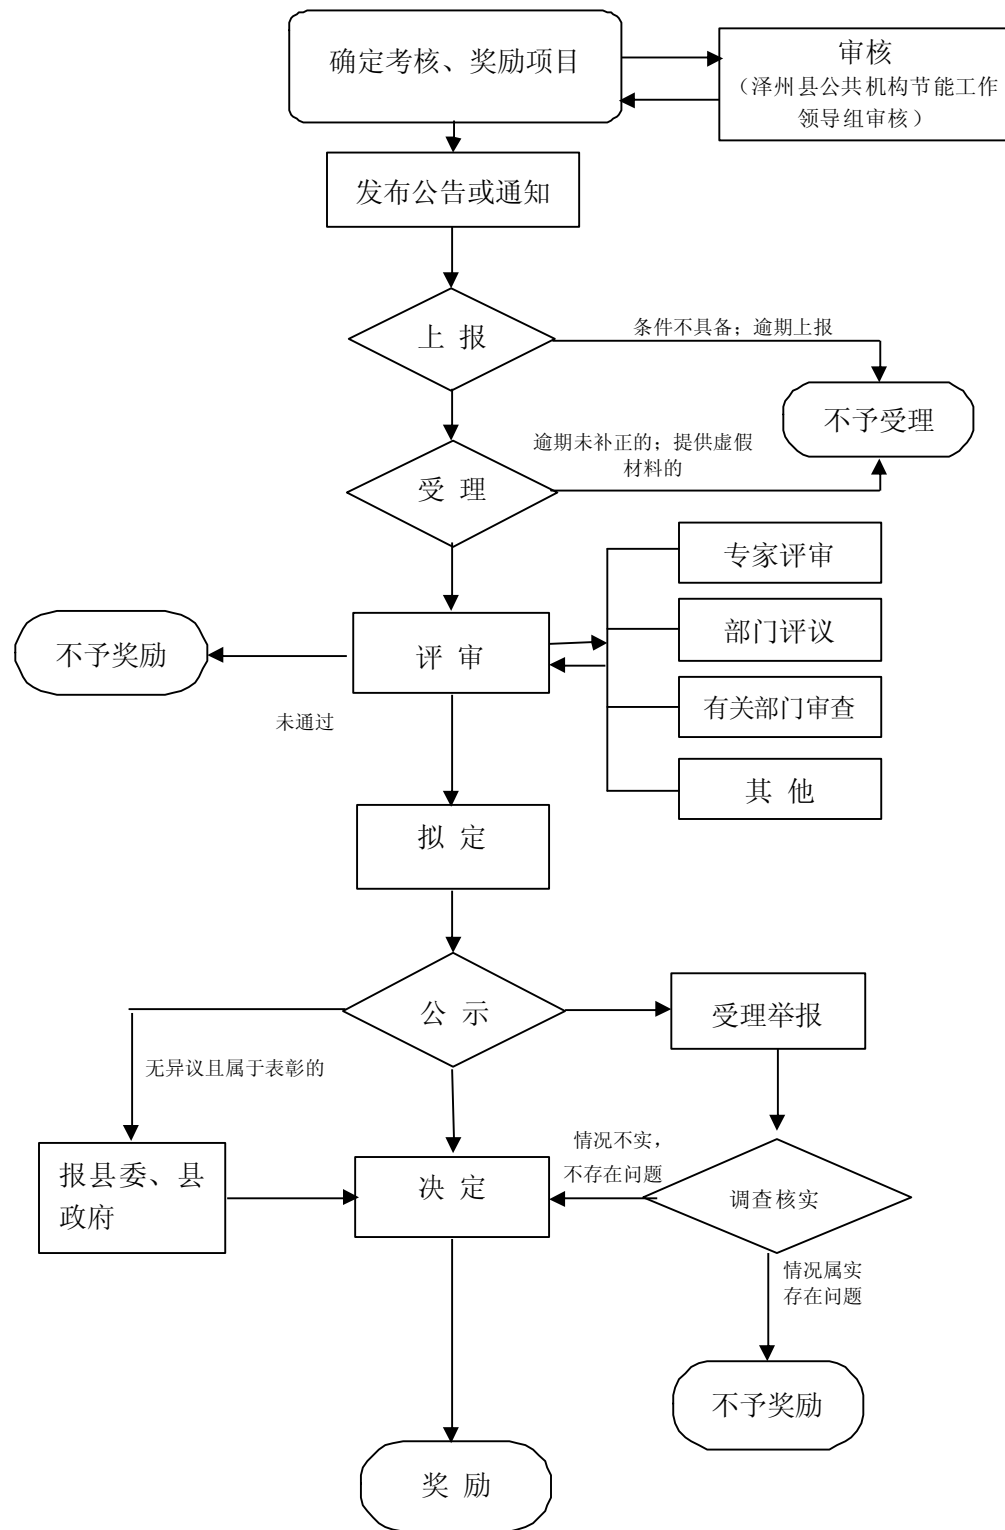 确定考核、奖励项目
审核
（泽州县公共机构节能工作
领导组审核）
发布公告或通知
上 报
条件不具备；逾期上报
不予受理
受 理
逾期未补正的；提供虚假
材料的
专家评审
部门评议
有关部门审查
其 他
评 审
不予奖励
未通过
拟 定
公 示
受理举报
无异议且属于表彰的
报县委、县
政府
决 定
情况不实，
不存在问题
调查核实
情况属实
存在问题
不予奖励
奖 励